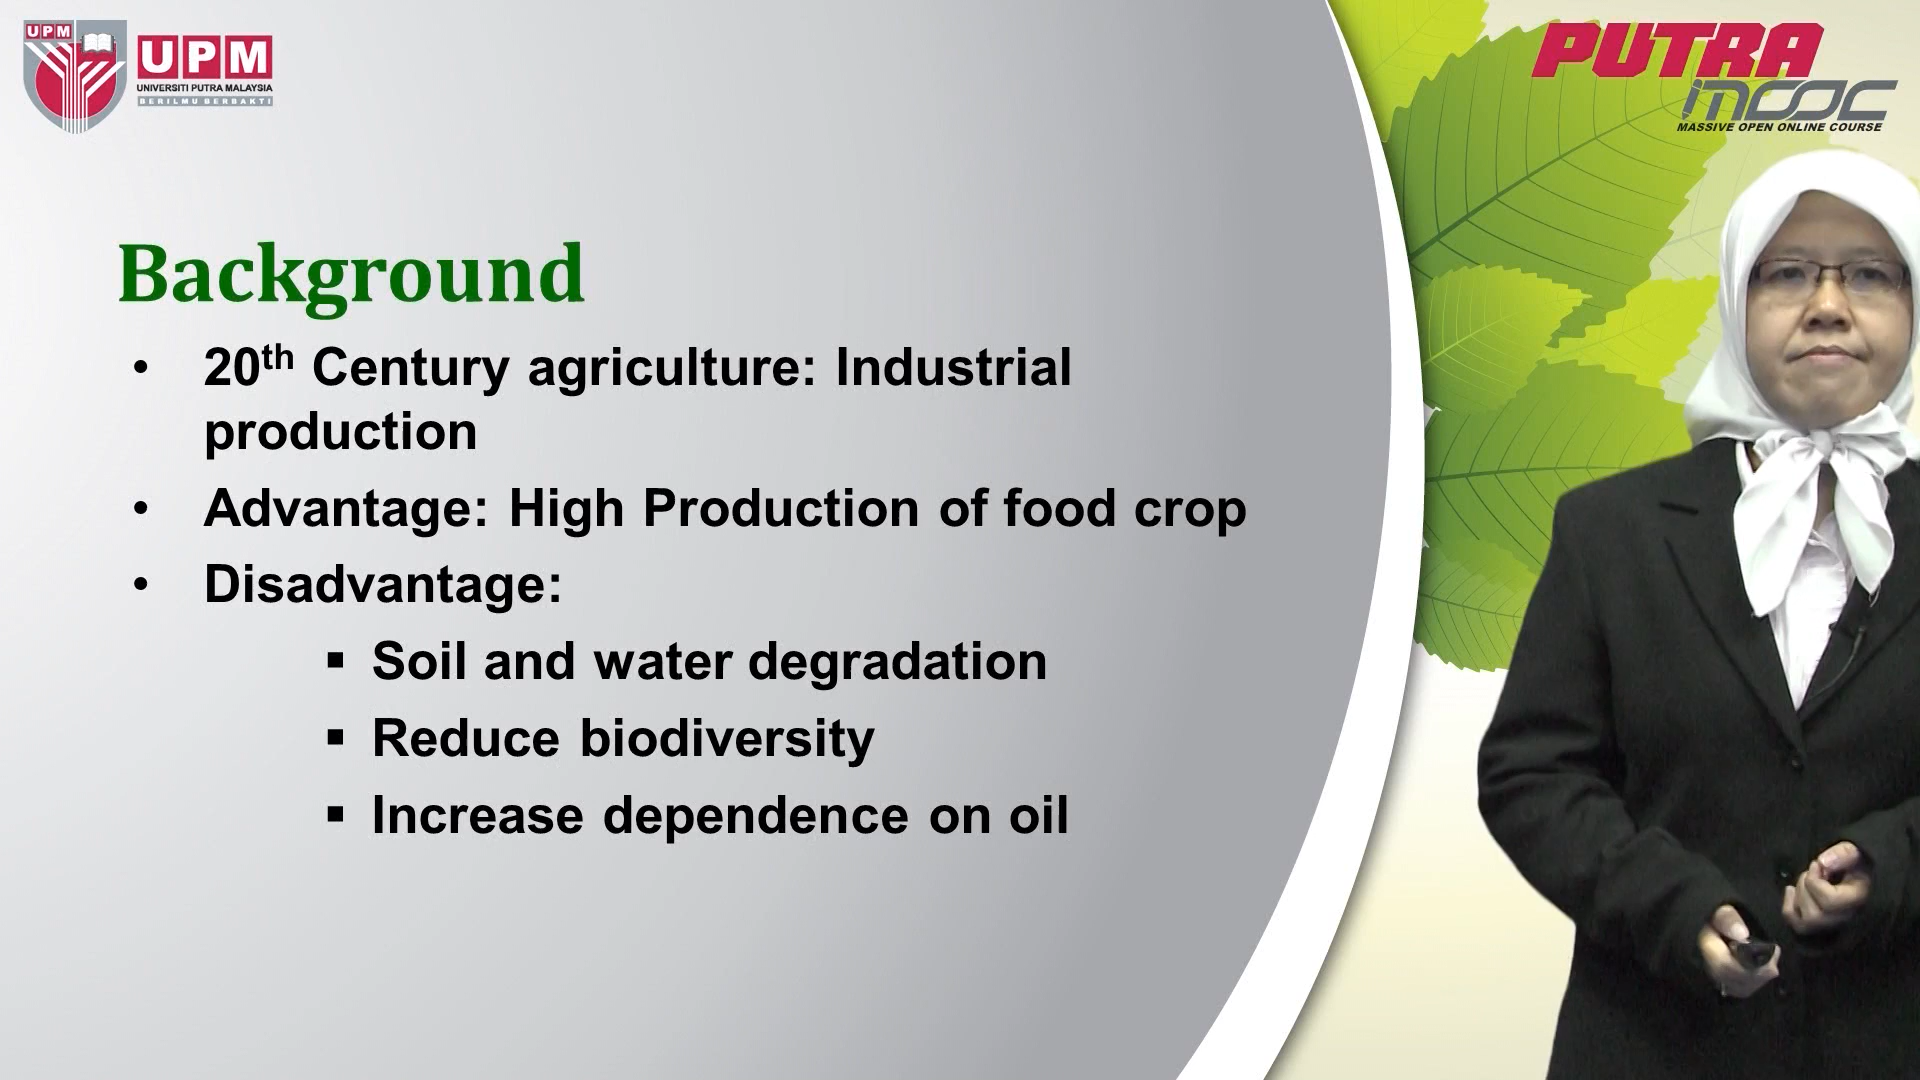 UPM
UPM
UNIVERSITI PUTRA MALAYSIA
BERILMU BERBAKTI
PUTRA
mooc
MASSIVE OPEN ONLINE COURSE
Background
• 20th Century agriculture: Industrial
production
• Advantage: High Production of food crop
• Disadvantage:
▪ Soil and water degradation
▪ Reduce biodiversity
▪ Increase dependence on oil